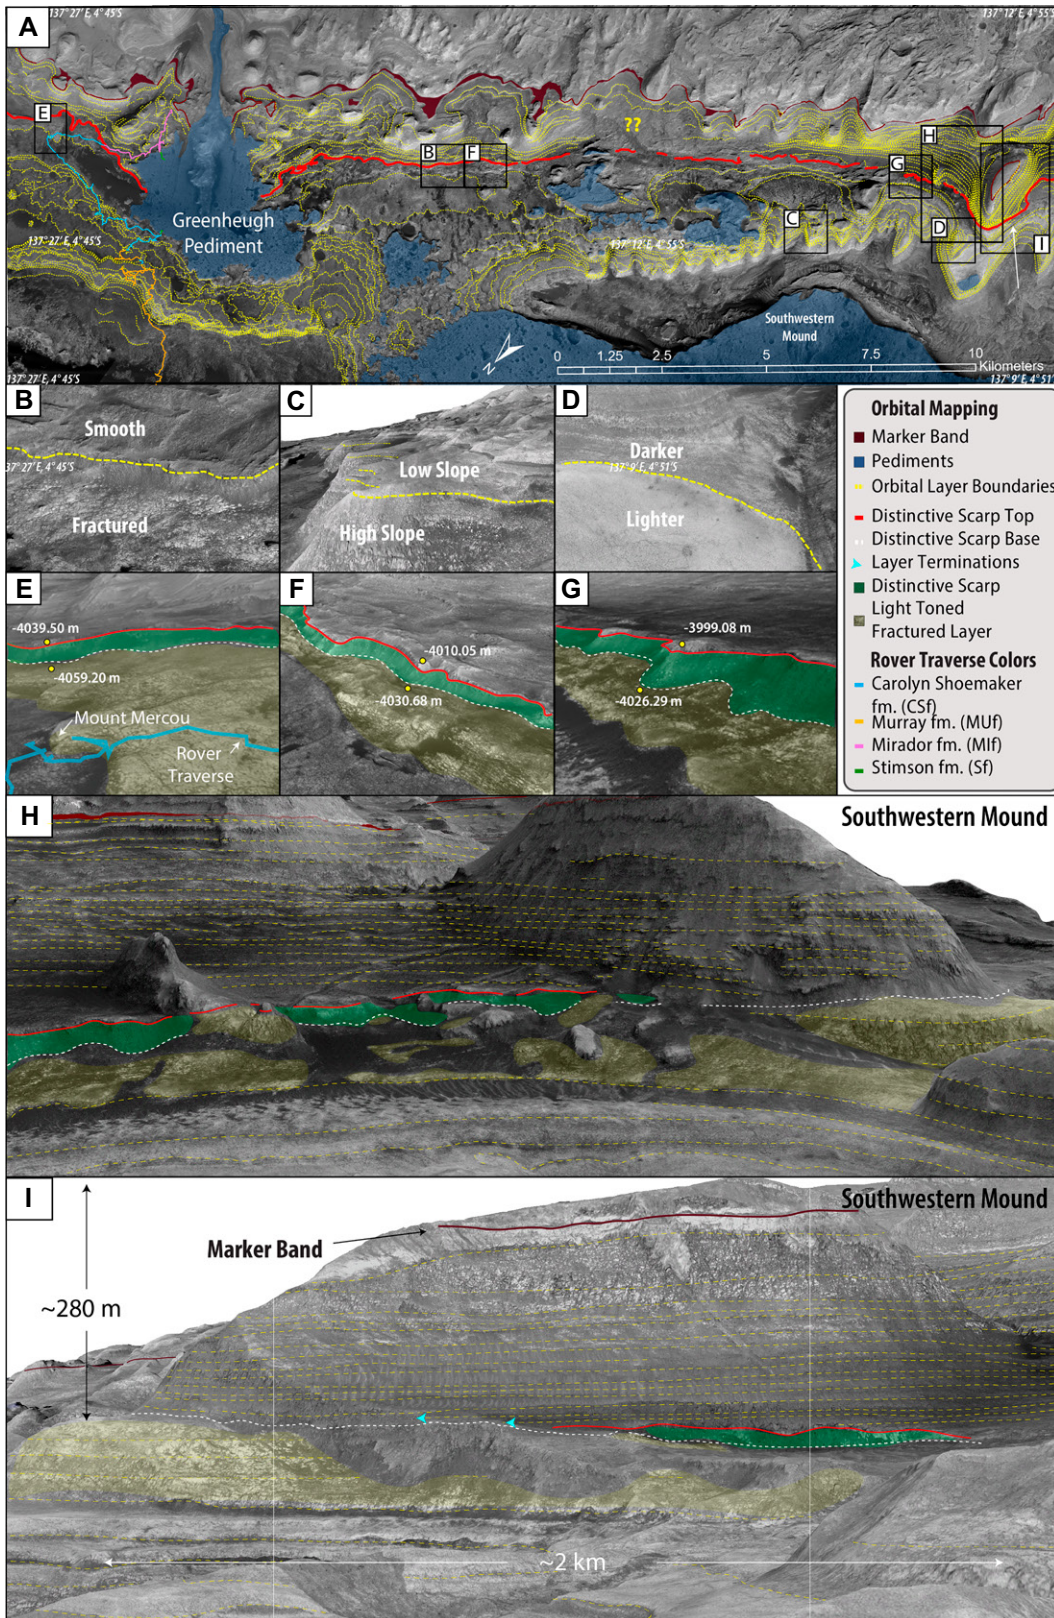 A
137° 27' E, 4° 45'S
137° 12' E, 4° 55'S
E
??
H
B
F
G
Greenheugh
Pediment
C
D
I
137° 27' E, 4° 45'S
137° 12' E, 4° 55'S
Southwestern
Mound
N
0 1.25 2.5 5 7.5 10
Kilometers
137° 27' E, 4° 45'S
137° 9' E, 4° 51'S
B
Smooth
137° 27' E, 4° 45'S
Fractured
C
Low Slope
High Slope
D
Darker
137° 9' E, 4° 51'S
Lighter
Orbital Mapping
Marker Band
Pediments
Orbital Layer Boundaries
Distinctive Scarp Top
Distinctive Scarp Base
Layer Terminations
Distinctive Scarp
Light Toned
Fractured Layer
Rover Traverse Colors
Carolyn Shoemaker
fm. (CSf)
Murray fm. (MUf)
Mirador fm. (MIf)
Stimson fm. (Sf)
E
-4039.50 m
-4059.20 m
Mount Mercou
Rover
Traverse
F
-4010.05 m
-4030.68 m
G
-3999.08 m
-4026.29 m
H
Southwestern Mound
I
Southwestern Mound
Marker Band
~280 m
~2 km